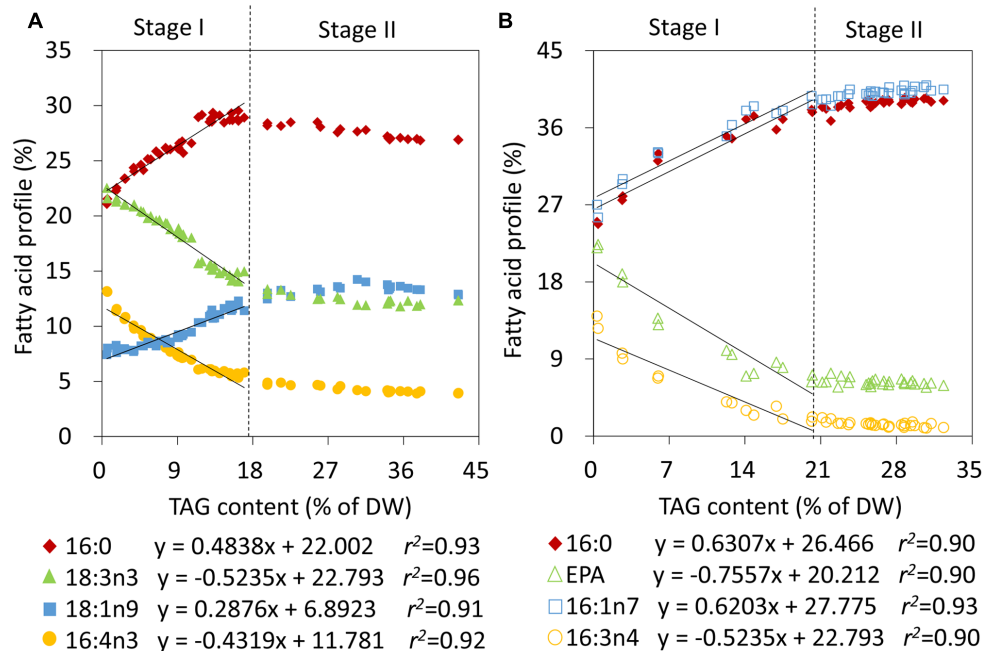 A
Stage I
Stage II
Fatty acid profile (%)
35
30
25
20
15
10
5
0
0 9 18 27 36 45
TAG content (% of DW)
16:0 y = 0.4838x + 22.002 r²=0.93
18:3n3 y = -0.5235x + 22.793 r²=0.96
18:1n9 y = 0.2876x + 6.8923 r²=0.91
16:4n3 y = -0.4319x + 11.781 r²=0.92
B
Stage I
Stage II
Fatty acid profile (%)
45
36
27
18
9
0
0 7 14 21 28 35
TAG content (% of DW)
16:0 y = 0.6307x + 26.466 r²=0.90
EPA y = -0.7557x + 20.212 r²=0.90
16:1n7 y = 0.6203x + 27.775 r²=0.93
16:3n4 y = -0.5235x + 22.793 r²=0.90